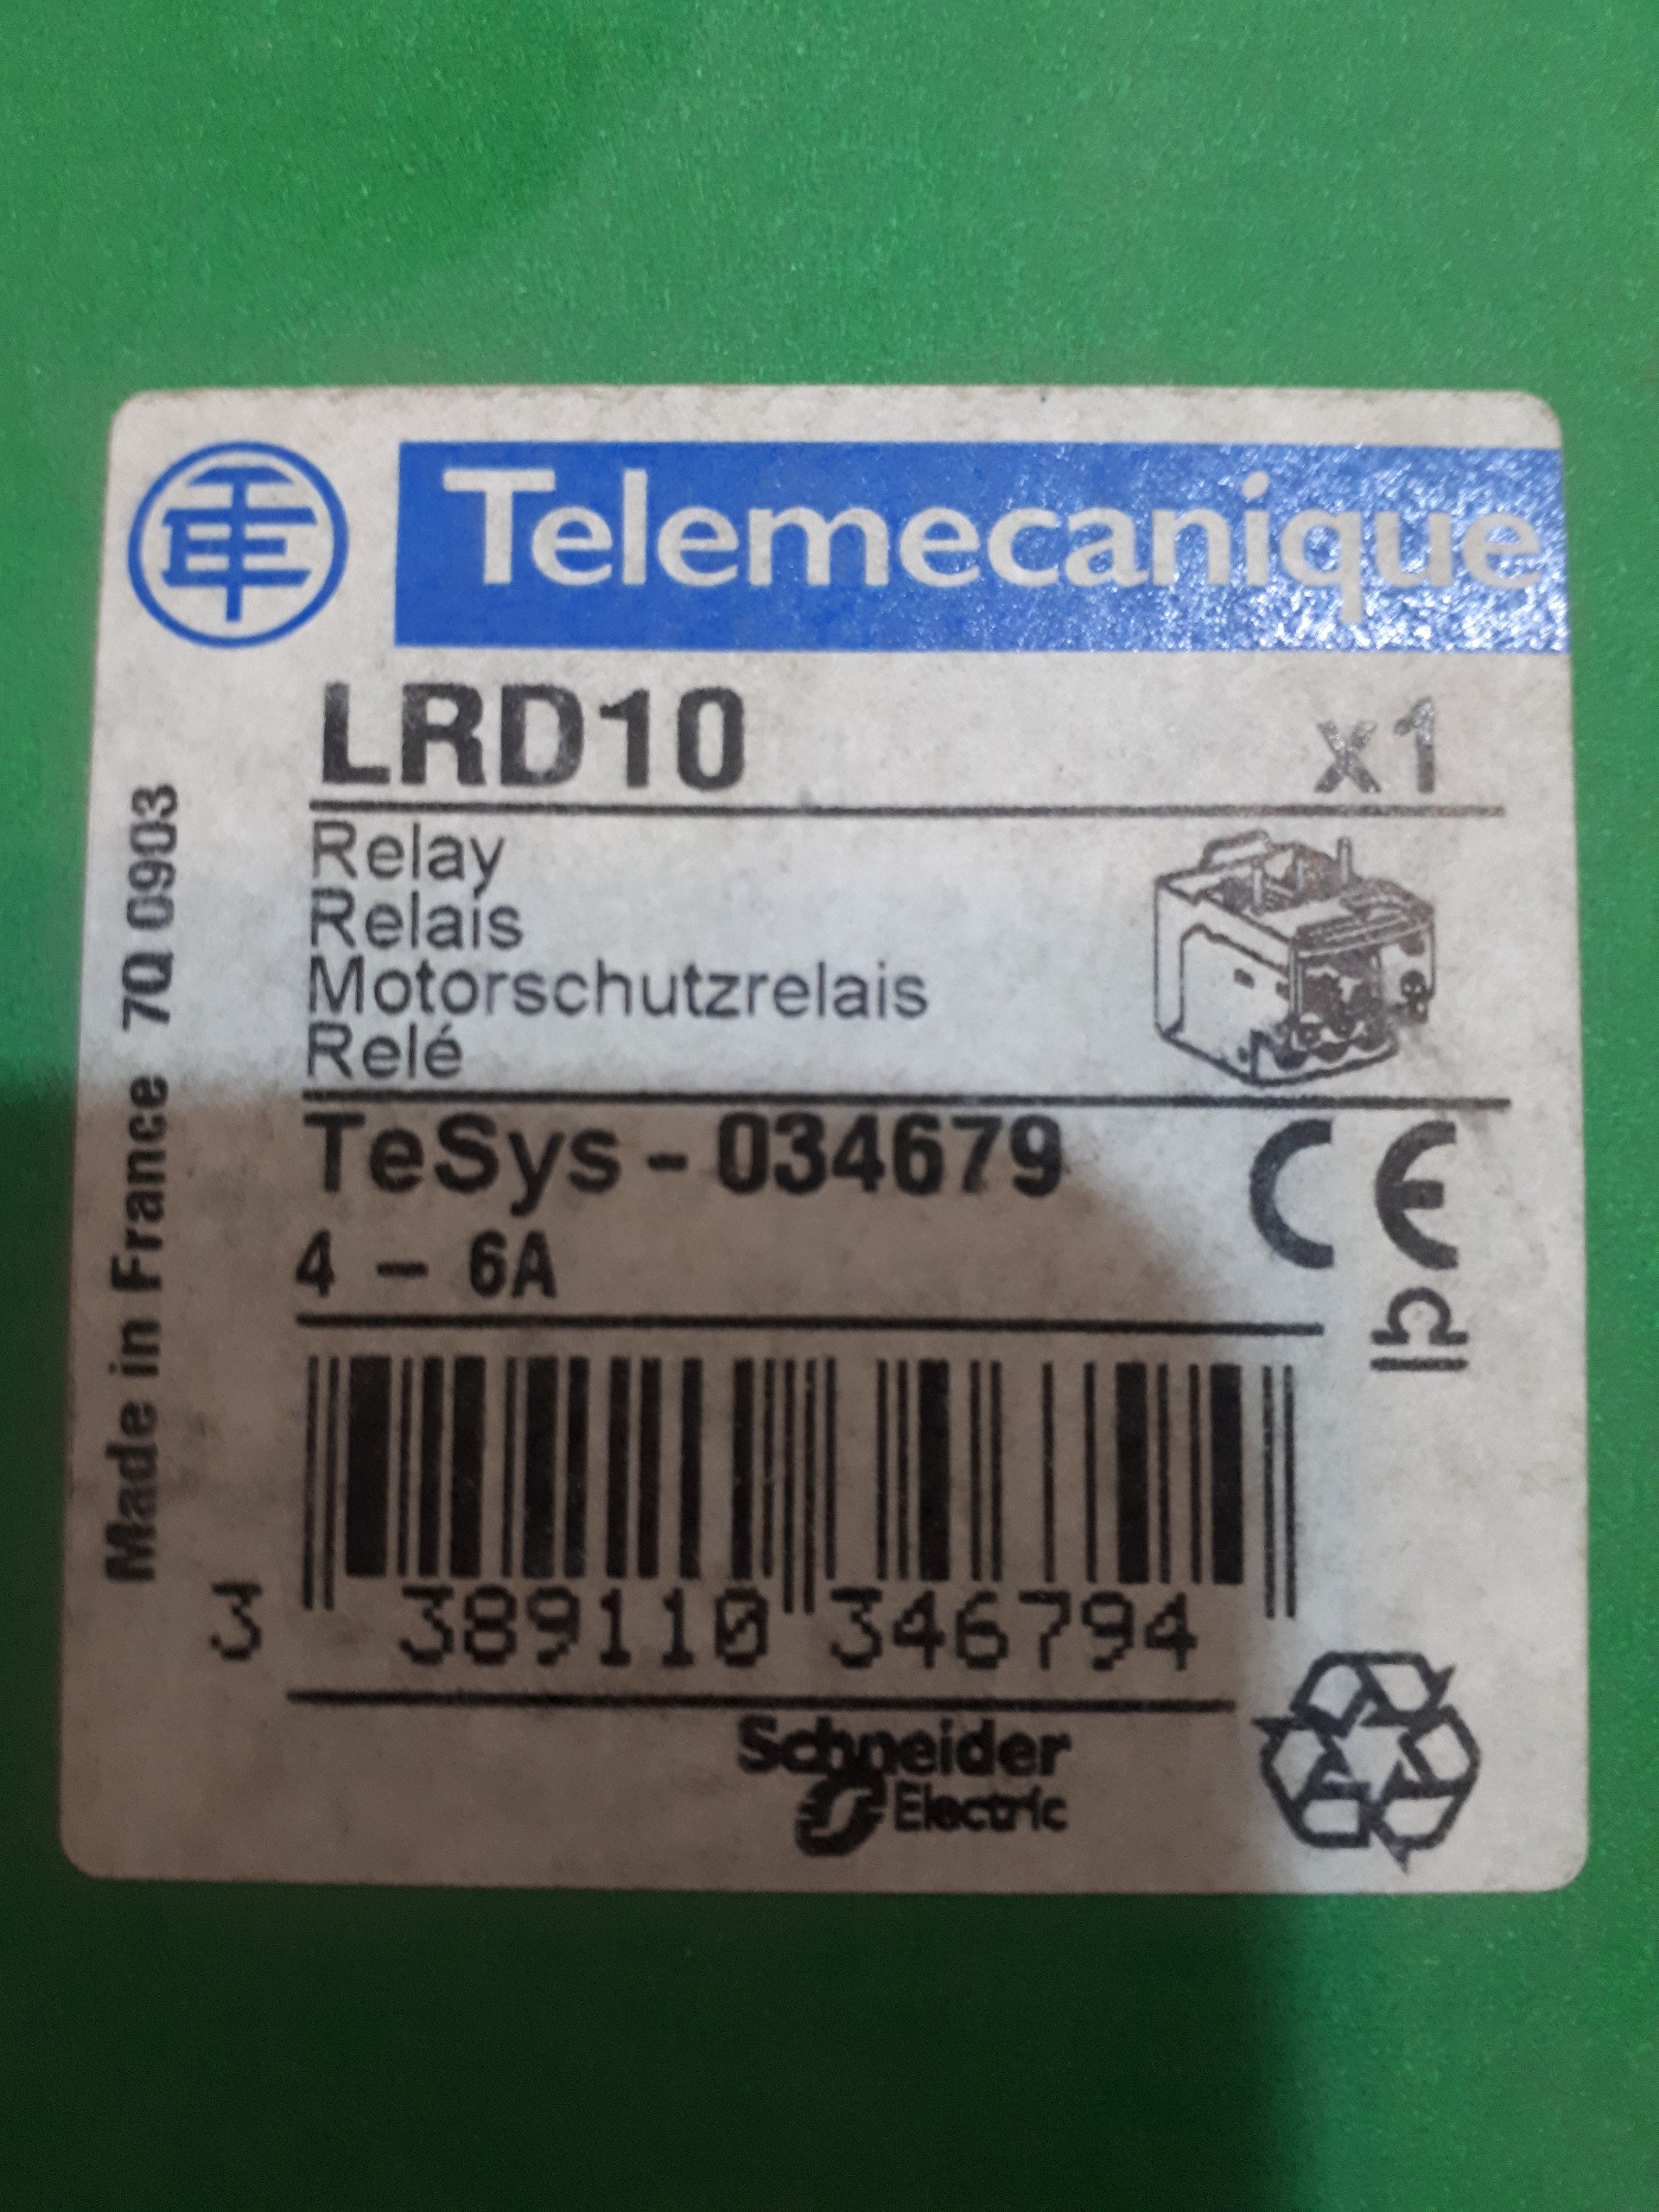 Telemecanique
LRD10 x1
Relay
Relais
Motorschutzrelais
Relé
TeSys - 034679
4 - 6A
CE
3 389110 346794
Schneider
Electric
Made in France 7Q 0903